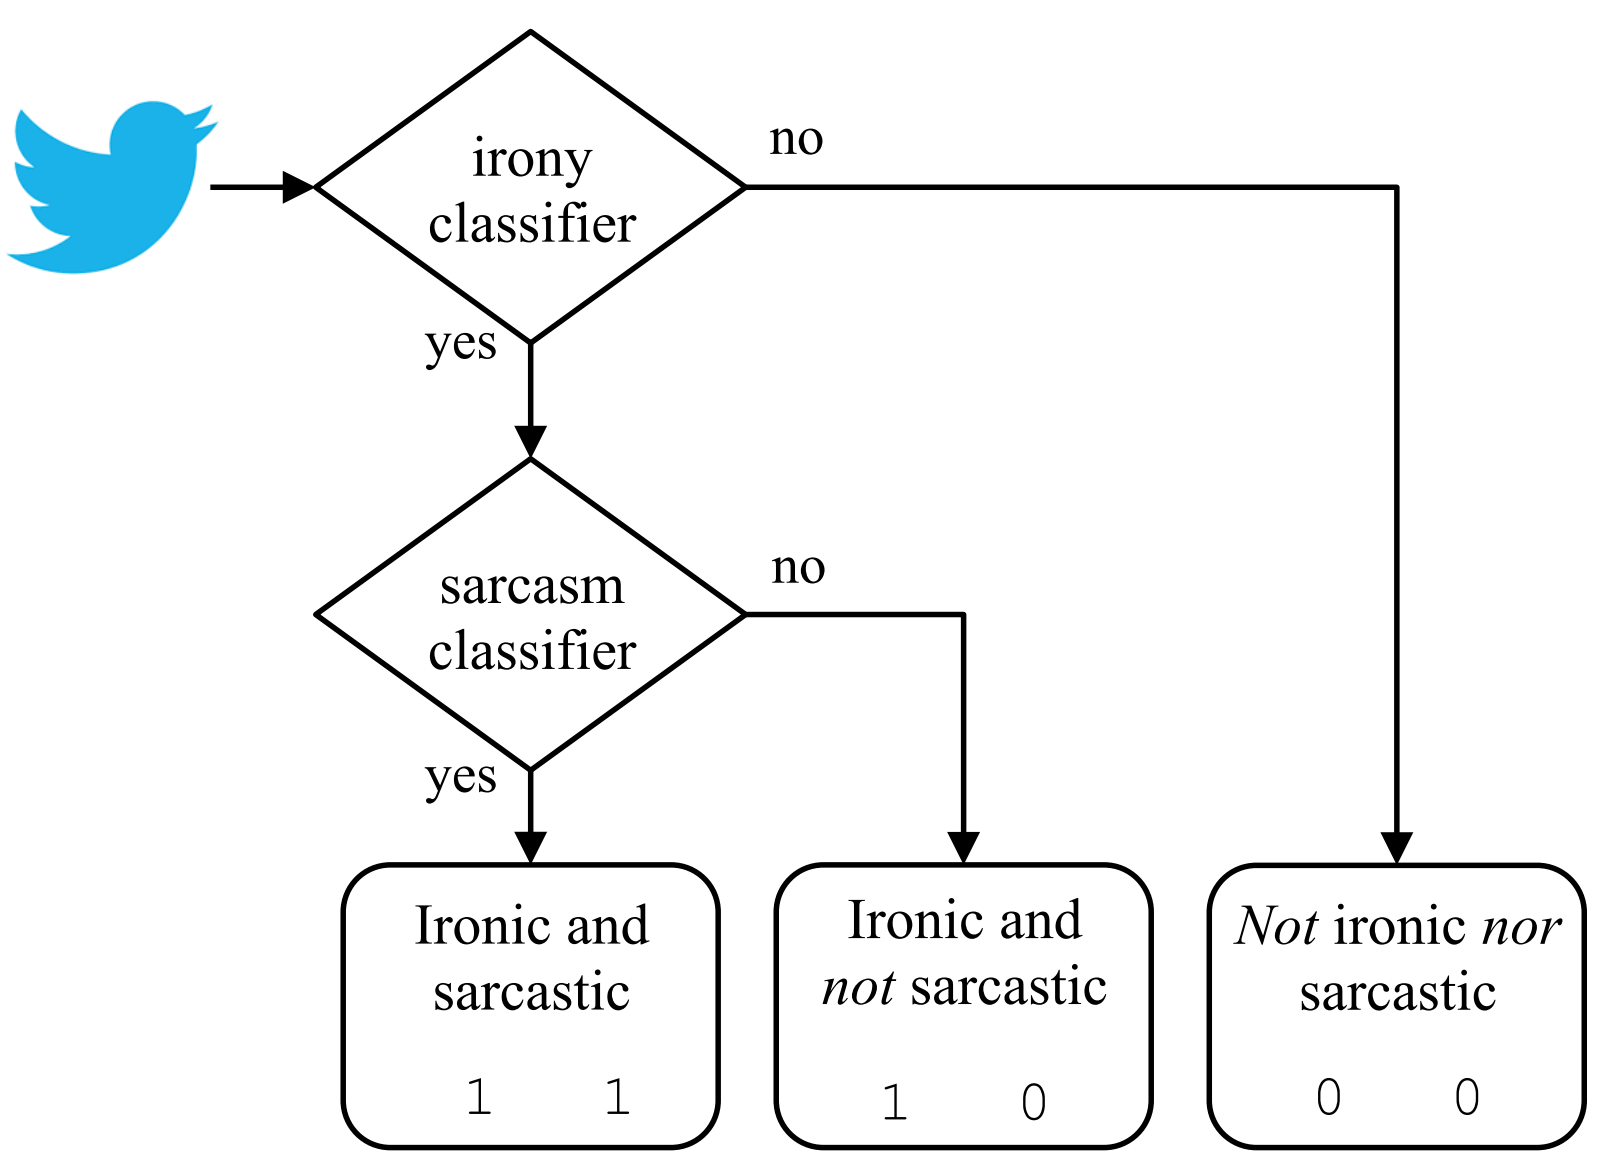 irony
classifier
no
yes
sarcasm
classifier
no
yes
Ironic and
sarcastic
1 1
Ironic and
not sarcastic
1 0
Not ironic nor
sarcastic
0 0